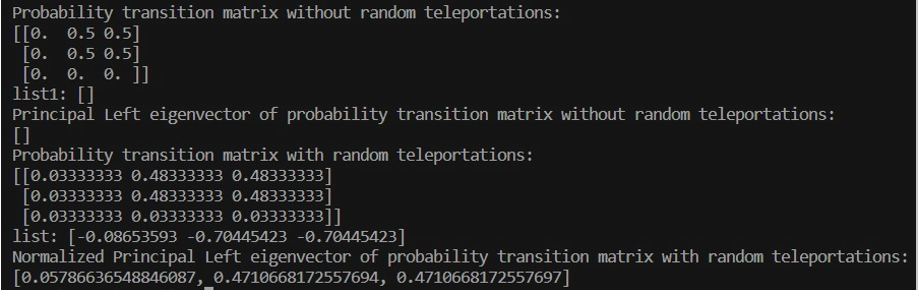 Probability transition matrix without random teleportations:
[[0.  0.5 0.5]
 [0.  0.5 0.5]
 [0.  0.  0. ]]
list1: []
Principal Left eigenvector of probability transition matrix without random teleportations:
[]
Probability transition matrix with random teleportations:
[[0.03333333 0.48333333 0.48333333]
 [0.03333333 0.48333333 0.48333333]
 [0.03333333 0.03333333 0.03333333]]
list: [-0.08653593 -0.70445423 -0.70445423]
Normalized Principal Left eigenvector of probability transition matrix with random teleportations:
[0.05786636548846087, 0.4710668172557694, 0.4710668172557697]